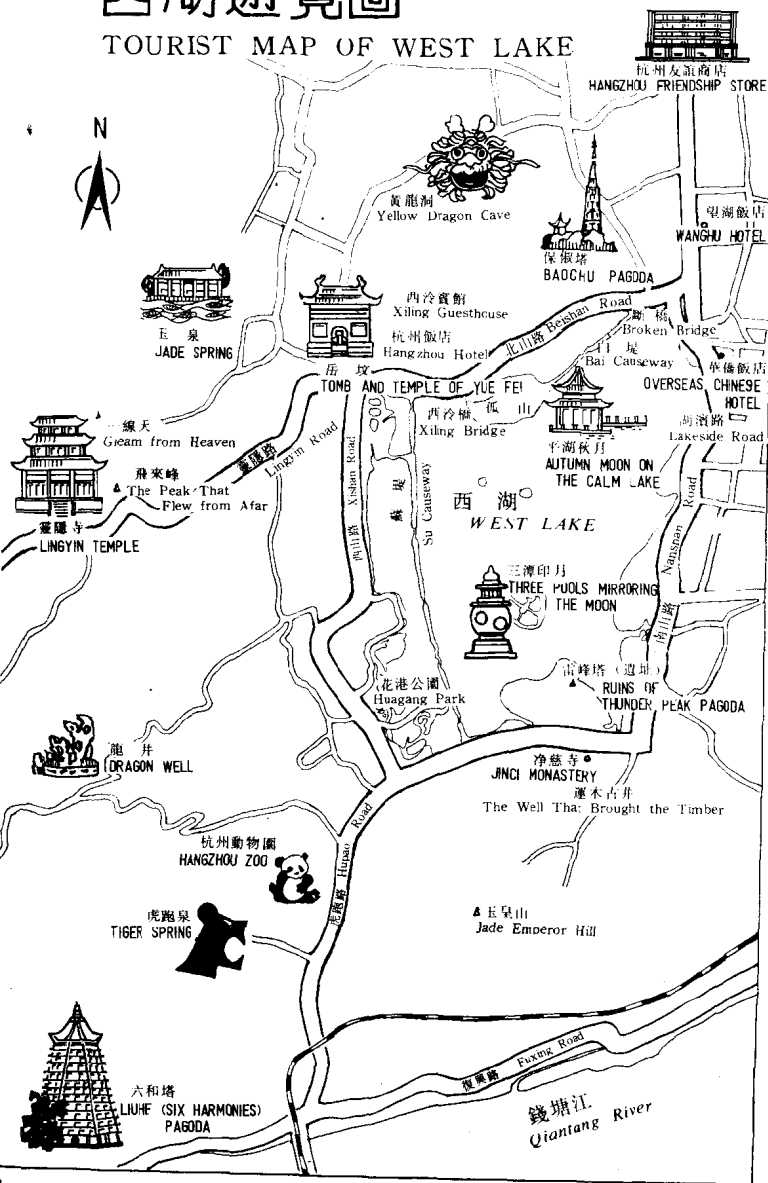 西湖遊覽圖
TOURIST MAP OF WEST LAKE
杭州友誼商店
HANGZHOU FRIENDSHIP STORE
N
黃龍洞
Yellow Dragon Cave
望湖飯店
WANGHU HOTEL
保俶塔
BAOCHU PAGODA
玉泉
JADE SPRING
西泠賓館
Xiling Guesthouse
杭州飯店
Hangzhou Hotel
北山路 Beishan Road
斷橋
Broken Bridge
白堤
Bai Causeway
華僑飯店
OVERSEAS CHINESE
HOTEL
岳坟
TOMB AND TEMPLE OF YUE FEI
西泠橋
Xiling Bridge
孤山
湖濱路
Lakeside Road
平湖秋月
AUTUMN MOON ON
THE CALM LAKE
一線天
Gleam from Heaven
飛來峰
The Peak That
Flew from Afar
靈隱路
Lingyin Road
靈隱寺
LINGYIN TEMPLE
西山路 Xishan Road
蘇堤
Su Causeway
西湖
WEST LAKE
Nanshan Road
南山路
三潭印月
THREE POOLS MIRRORING
THE MOON
花港公園
Huagang Park
雷峰塔（遺址）
RUINS OF
THUNDER PEAK PAGODA
龍井
DRAGON WELL
净慈寺
JINCI MONASTERY
運木古井
The Well That Brought the Timber
杭州動物園
HANGZHOU ZOO
虎跑路 Hupao Road
虎跑泉
TIGER SPRING
玉皇山
Jade Emperor Hill
六和塔
LIUHE (SIX HARMONIES)
PAGODA
復興路 Fuxing Road
錢塘江
Qiantang River